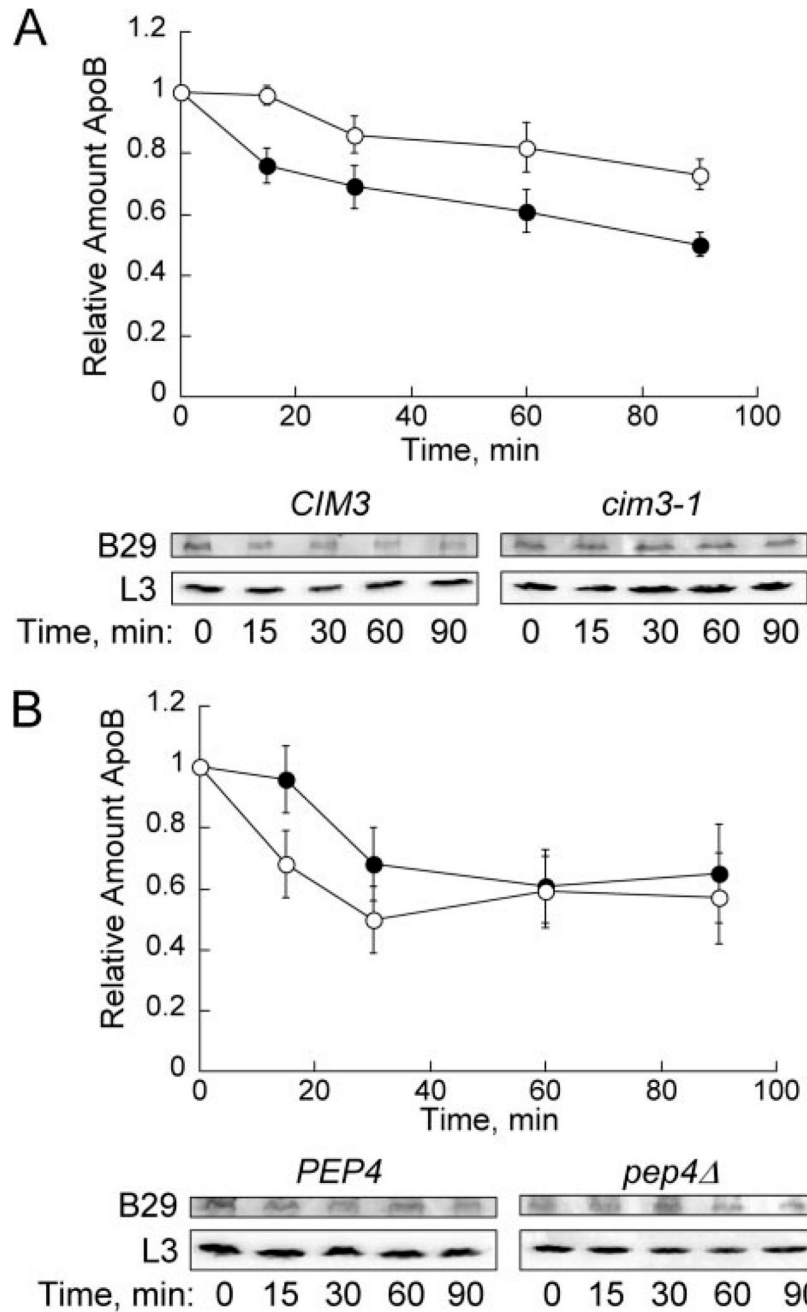 A
Relative Amount ApoB
1.2
1
0.8
0.6
0.4
0.2
0
0 20 40 60 80 100
Time, min
CIM3 cim3-1
B29
L3
Time, min: 0 15 30 60 90 0 15 30 60 90
B
Relative Amount ApoB
1.2
1
0.8
0.6
0.4
0.2
0
0 20 40 60 80 100
Time, min
PEP4 pep4Δ
B29
L3
Time, min: 0 15 30 60 90 0 15 30 60 90